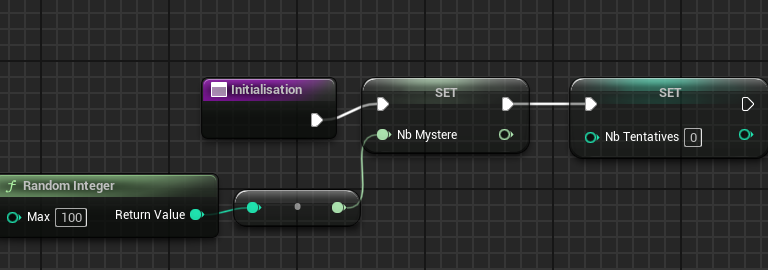 Initialisation
SET
Nb Mystere
SET
Nb Tentatives 0
f Random Integer
Max 100
Return Value